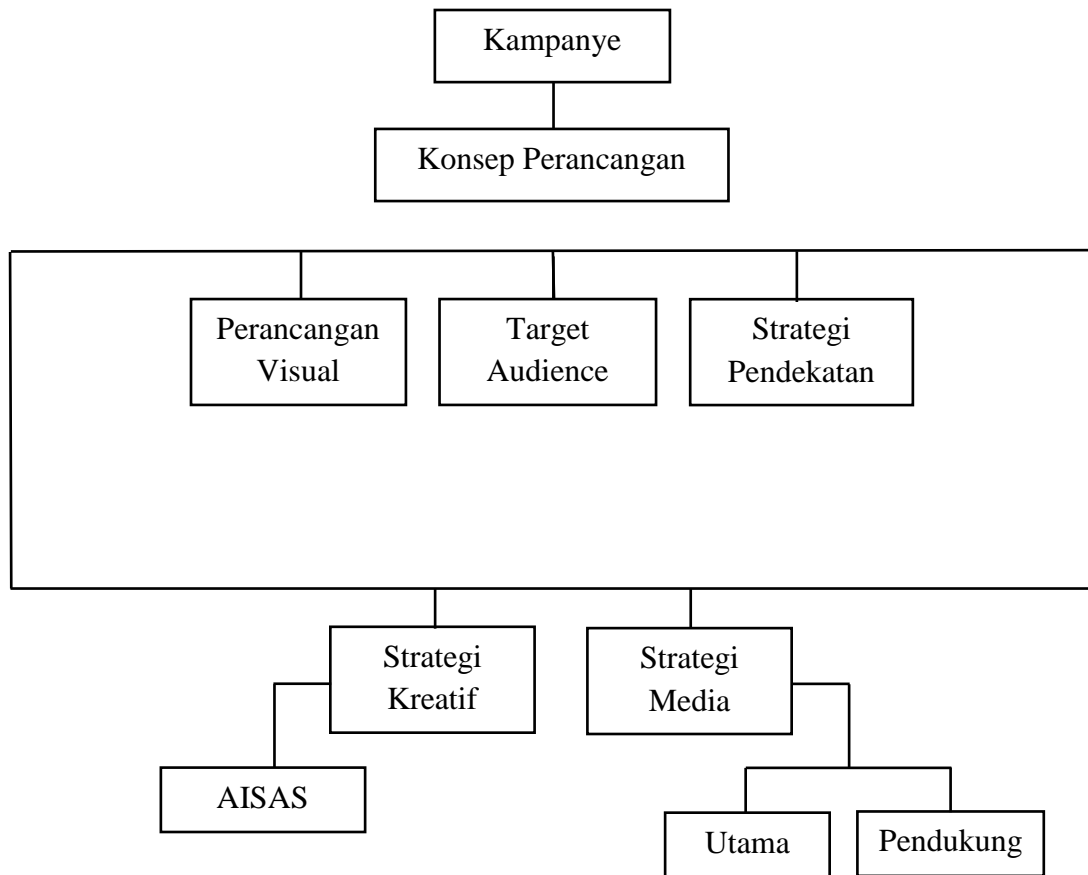 Kampanye
Konsep Perancangan
Perancangan
Visual
Target
Audience
Strategi
Pendekatan
Strategi
Kreatif
Strategi
Media
AISAS
Utama
Pendukung